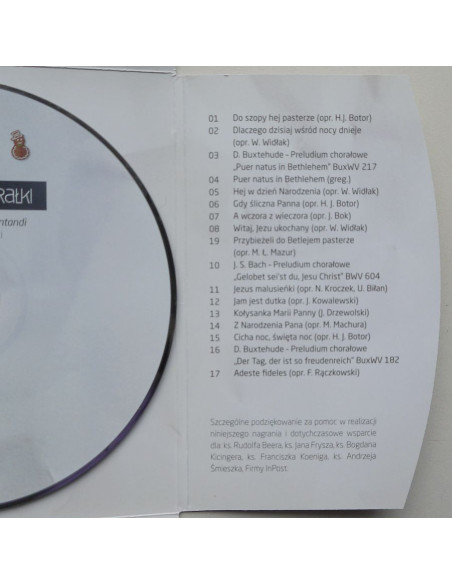 RAŁKI
ntandi
i
01 Do szopy hej pasterze (opr. H.J. Botor)
02 Dlaczego dzisiaj wśród nocy dnieje
(opr. W. Widłak)
03 D. Buxtehude - Preludium chorałowe
„Puer natus in Bethlehem" BuxWV 217
04 Puer natus in Bethlehem (greg.)
05 Hej w dzień Narodzenia (opr. W. Widłak)
06 Gdy śliczna Panna (opr. H. J. Botor)
07 A wczora z wieczora (opr. J. Bok)
08 Witaj, Jezu ukochany (opr. W. Widłak)
19 Przybieżeli do Betlejem pasterze
(opr. M. Ł. Mazur)
10 J. S. Bach - Preludium chorałowe
„Gelobet sei'st du, Jesu Christ" BWV 604
11 Jezus malusieńki (opr. N. Kroczek, U. Biłan)
12 Jam jest dutka (opr. J. Kowalewski)
13 Kołysanka Marii Panny (J. Drzewolski)
14 Z Narodzenia Pana (opr. M. Machura)
15 Cicha noc, święta noc (opr. H. J. Botor)
16 D. Buxtehude - Preludium chorałowe
„Der Tag, der ist so freudenreich" BuxWV 182
17 Adeste fideles (opr. F. Rączkowski)
Szczególne podziękowanie za pomoc w realizacji
niniejszego nagrania i dotychczasowe wsparcie
dla ks. Rudolfa Beera, ks. Jana Frysza, ks. Bogdana
Kicingera, ks. Franciszka Koeniga, ks. Andrzeja
Śmieszka, Firmy InPost.